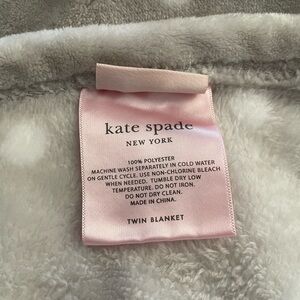 kate spade
NEW YORK
100% POLYESTER
MACHINE WASH SEPARATELY IN COLD WATER
ON GENTLE CYCLE. USE NON-CHLORINE BLEACH
WHEN NEEDED. TUMBLE DRY LOW
TEMPERATURE. DO NOT IRON.
DO NOT DRY CLEAN.
MADE IN CHINA.
TWIN BLANKET